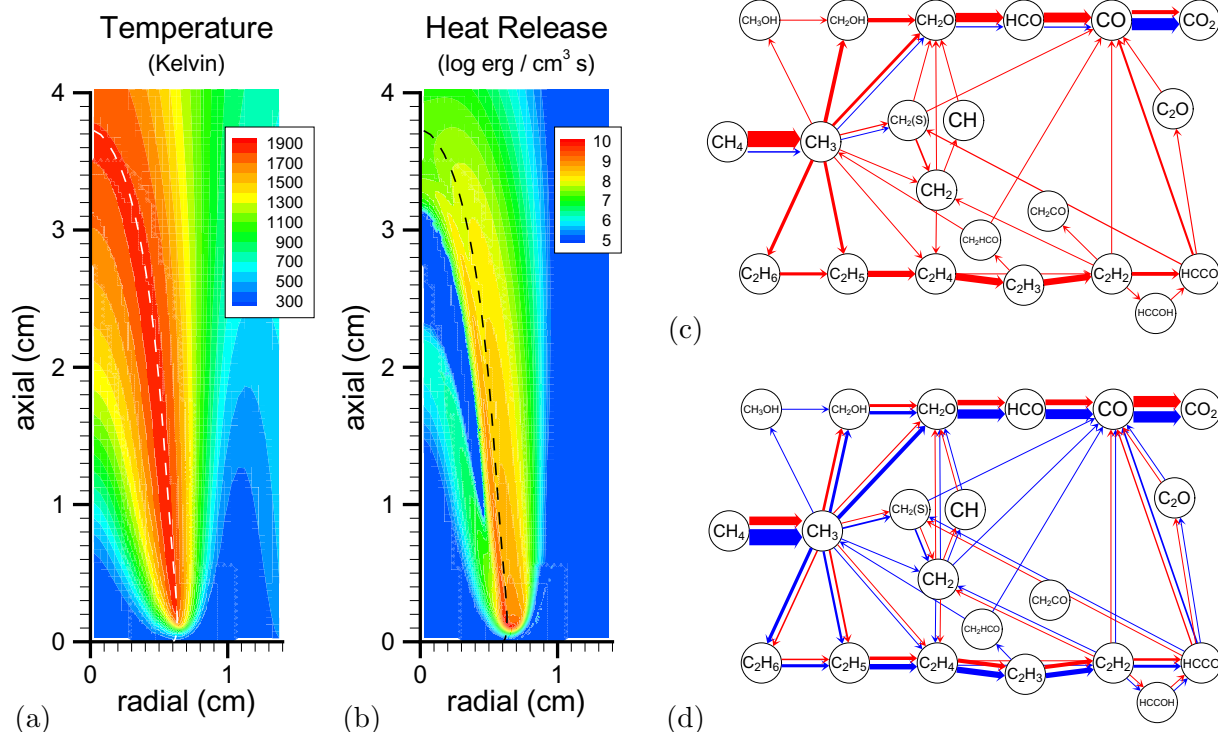 Temperature
(Kelvin)
4
3
2
1
0
axial (cm)
0 1
radial (cm)
1900
1700
1500
1300
1100
900
700
500
300
(a)
Heat Release
(log erg / cm³ s)
4
3
2
1
0
axial (cm)
0 1
radial (cm)
10
9
8
7
6
5
(b)
CH₃OH CH₂OH CH₂O HCO CO CO₂
CH₂(S) CH C₂O
CH₄ CH₃
CH₂
CH₂CO
CH₂HCO
C₂H₆ C₂H₅ C₂H₄ C₂H₃ C₂H₂ HCCO
HCCOH
(c)
CH₃OH CH₂OH CH₂O HCO CO CO₂
CH₂(S) CH C₂O
CH₄ CH₃
CH₂
CH₂CO
CH₂HCO
C₂H₆ C₂H₅ C₂H₄ C₂H₃ C₂H₂ HCCO
HCCOH
(d)